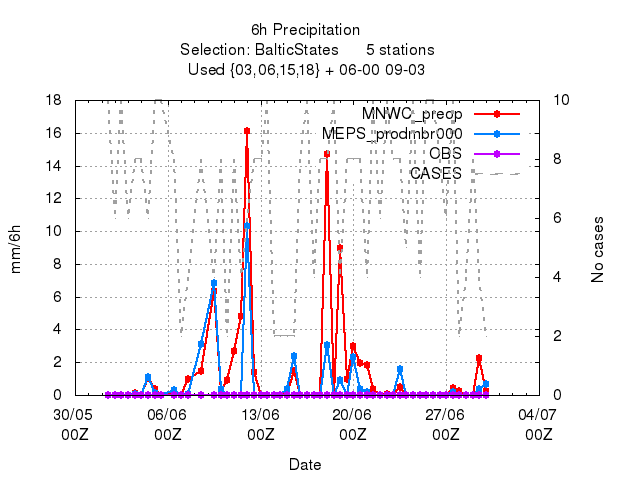 6h Precipitation
Selection: BalticStates 5 stations
Used {03,06,15,18} + 06-00 09-03
18 10
MNWC_preop
16
MEPS_prodmbr000
14
OBS
8
CASES
12
10
6
mm/6h
No cases
8
4
6
4
2
2
0 0
30/05 06/06 13/06 20/06 27/06 04/07
00Z 00Z 00Z 00Z 00Z 00Z
Date